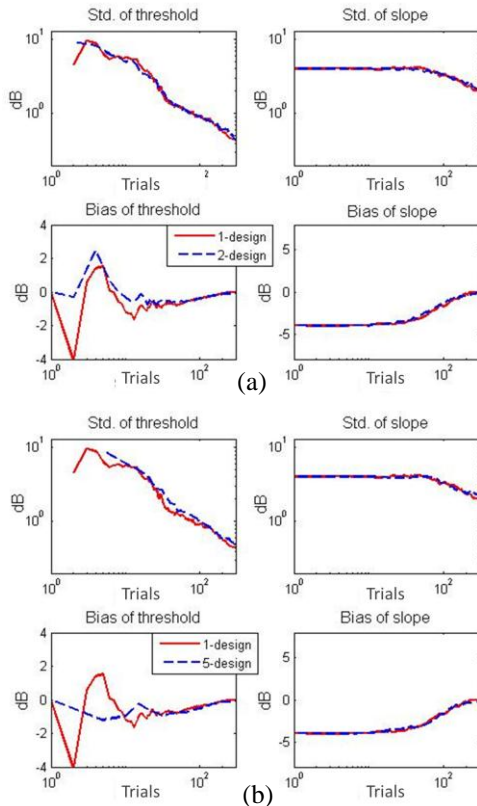 Std. of threshold
Std. of slope
10^1
10^0
dB
10^1
10^0
dB
10^0
Trials
2
10^0
Trials
10^2
Bias of threshold
Bias of slope
4
2
0
-2
-4
dB
1-design
2-design
5
0
-5
dB
10^0
Trials
10^2
10^0
Trials
10^2
(a)
Std. of threshold
Std. of slope
10^1
10^0
dB
10^1
10^0
dB
10^0
Trials
10^2
10^0
Trials
10^2
Bias of threshold
Bias of slope
4
2
0
-2
-4
dB
1-design
5-design
5
0
-5
dB
10^0
Trials
10^2
10^0
Trials
10^2
(b)